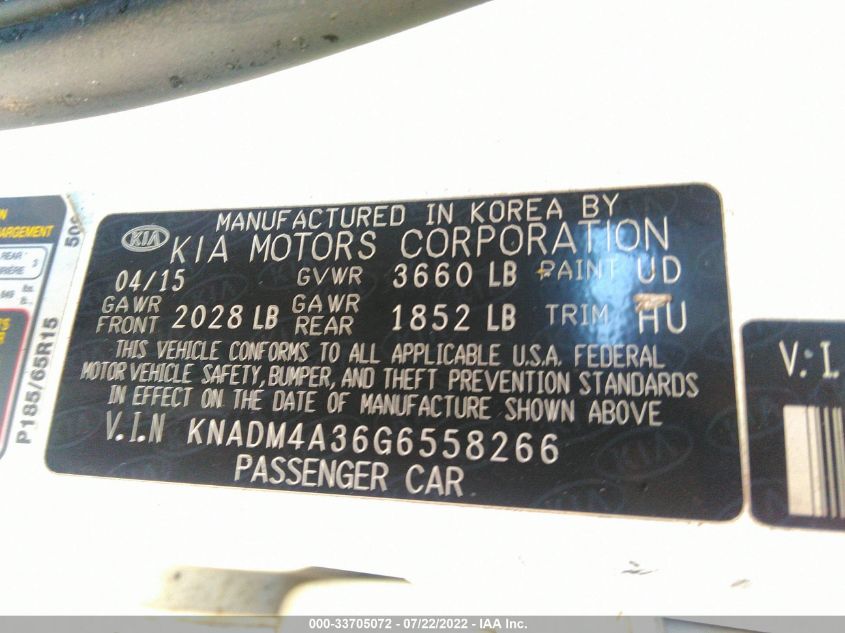 MANUFACTURED IN KOREA BY
KIA KIA MOTORS CORPORATION
04/15 GVWR 3660 LB PAINT UD
GAWR FRONT 2028 LB GAWR REAR 1852 LB TRIM HU
THIS VEHICLE CONFORMS TO ALL APPLICABLE U.S.A. FEDERAL
MOTOR VEHICLE SAFETY, BUMPER, AND THEFT PREVENTION STANDARDS
IN EFFECT ON THE DATE OF MANUFACTURE SHOWN ABOVE
V.I.N KNADM4A36G6558266
PASSENGER CAR
P185/65R15
REAR
V.I.
000-33705072 - 07/22/2022 - IAA Inc.